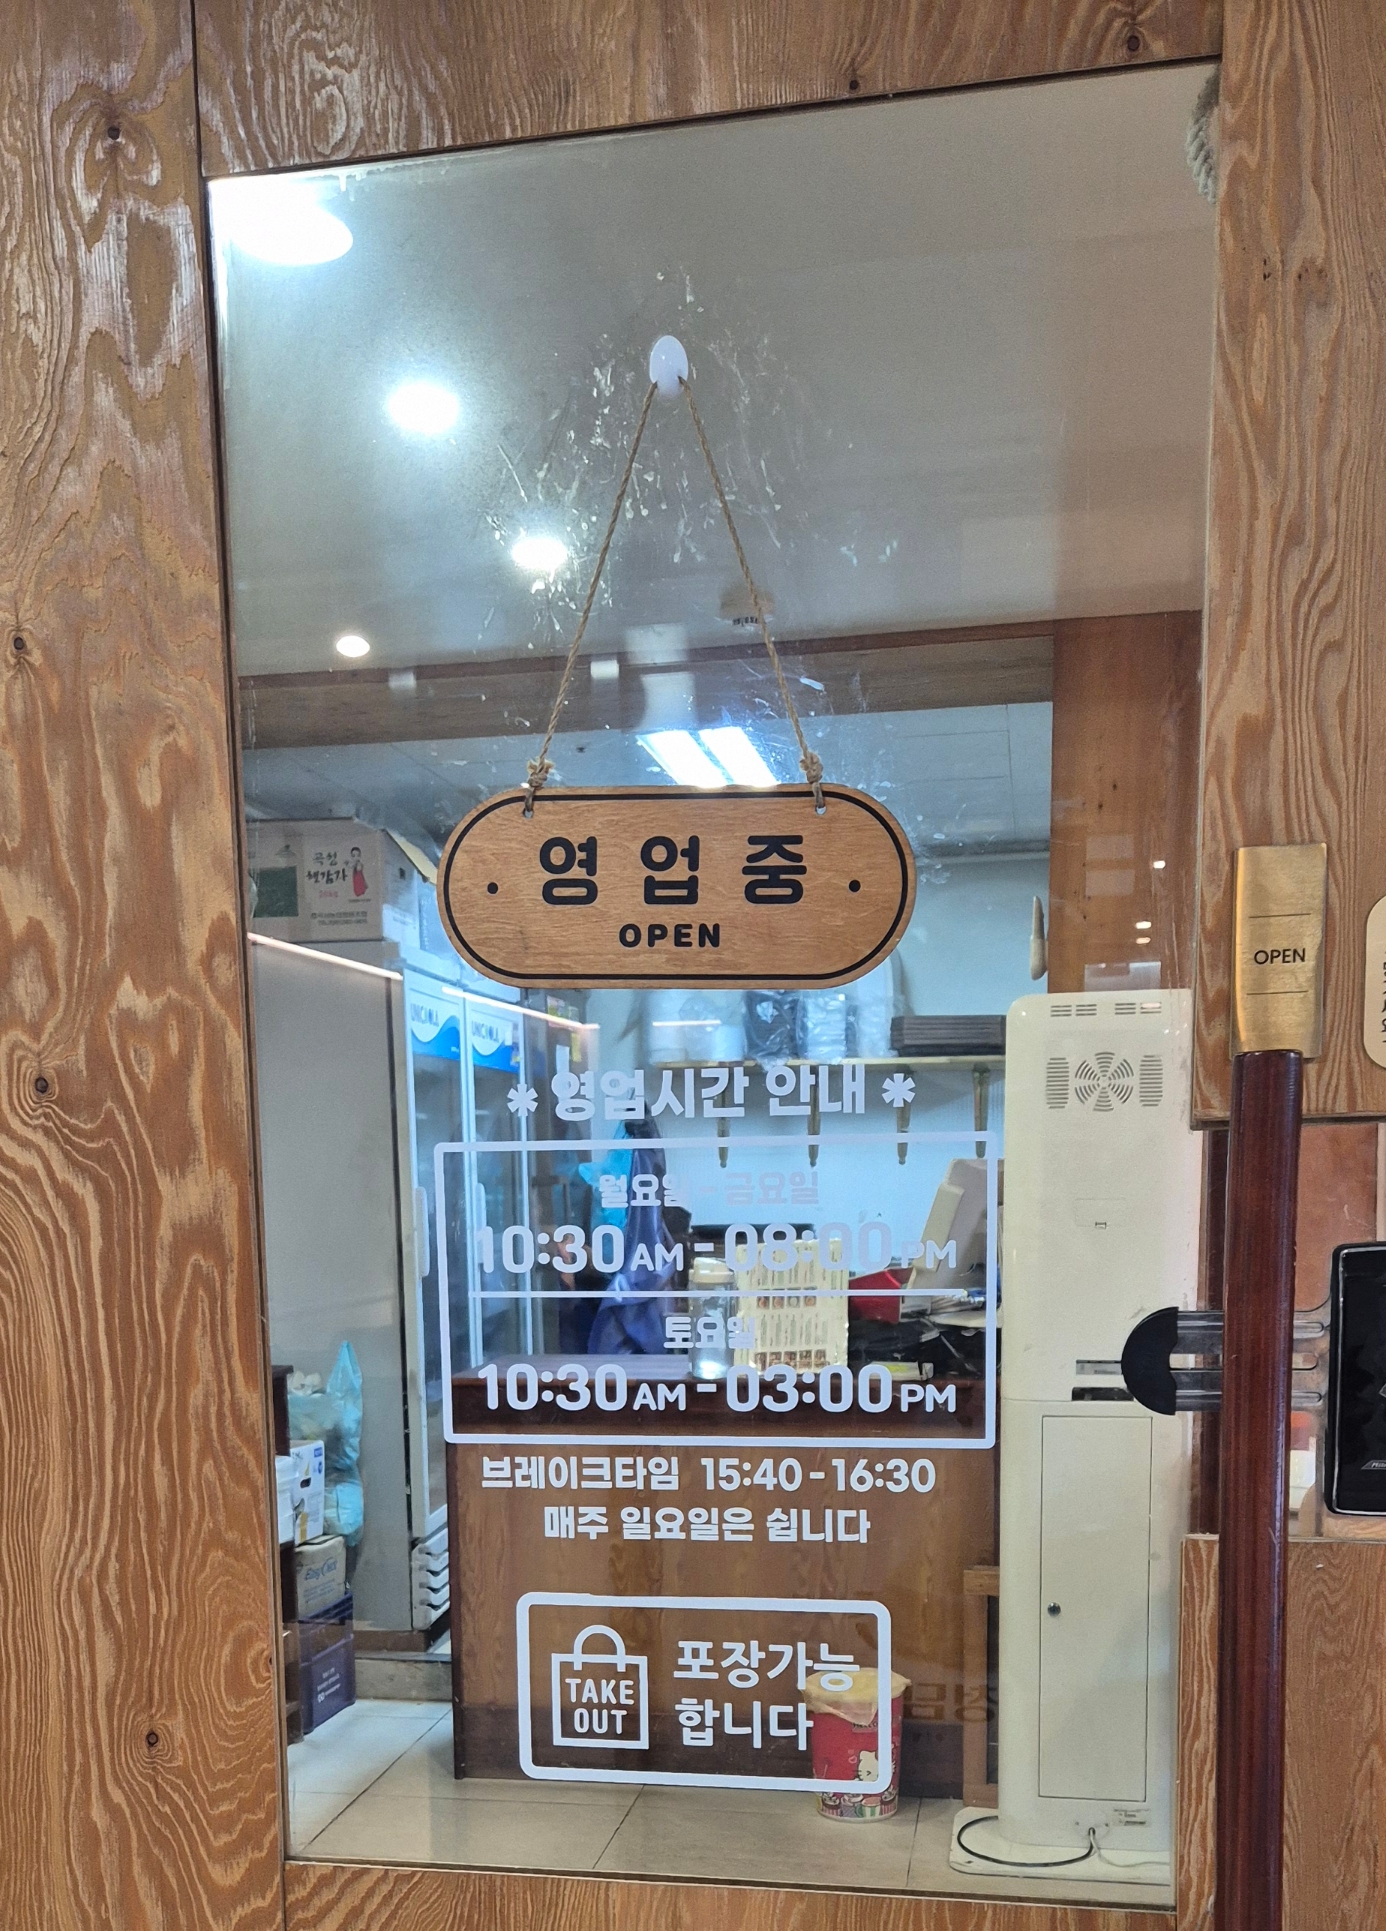 영업중
OPEN
OPEN
* 영업시간 안내 *
월요일 - 금요일
10:30AM - 08:00PM
토요일
10:30AM - 03:00PM
브레이크타임 15:40-16:30
매주 일요일은 쉽니다
TAKE
OUT
포장가능
합니다